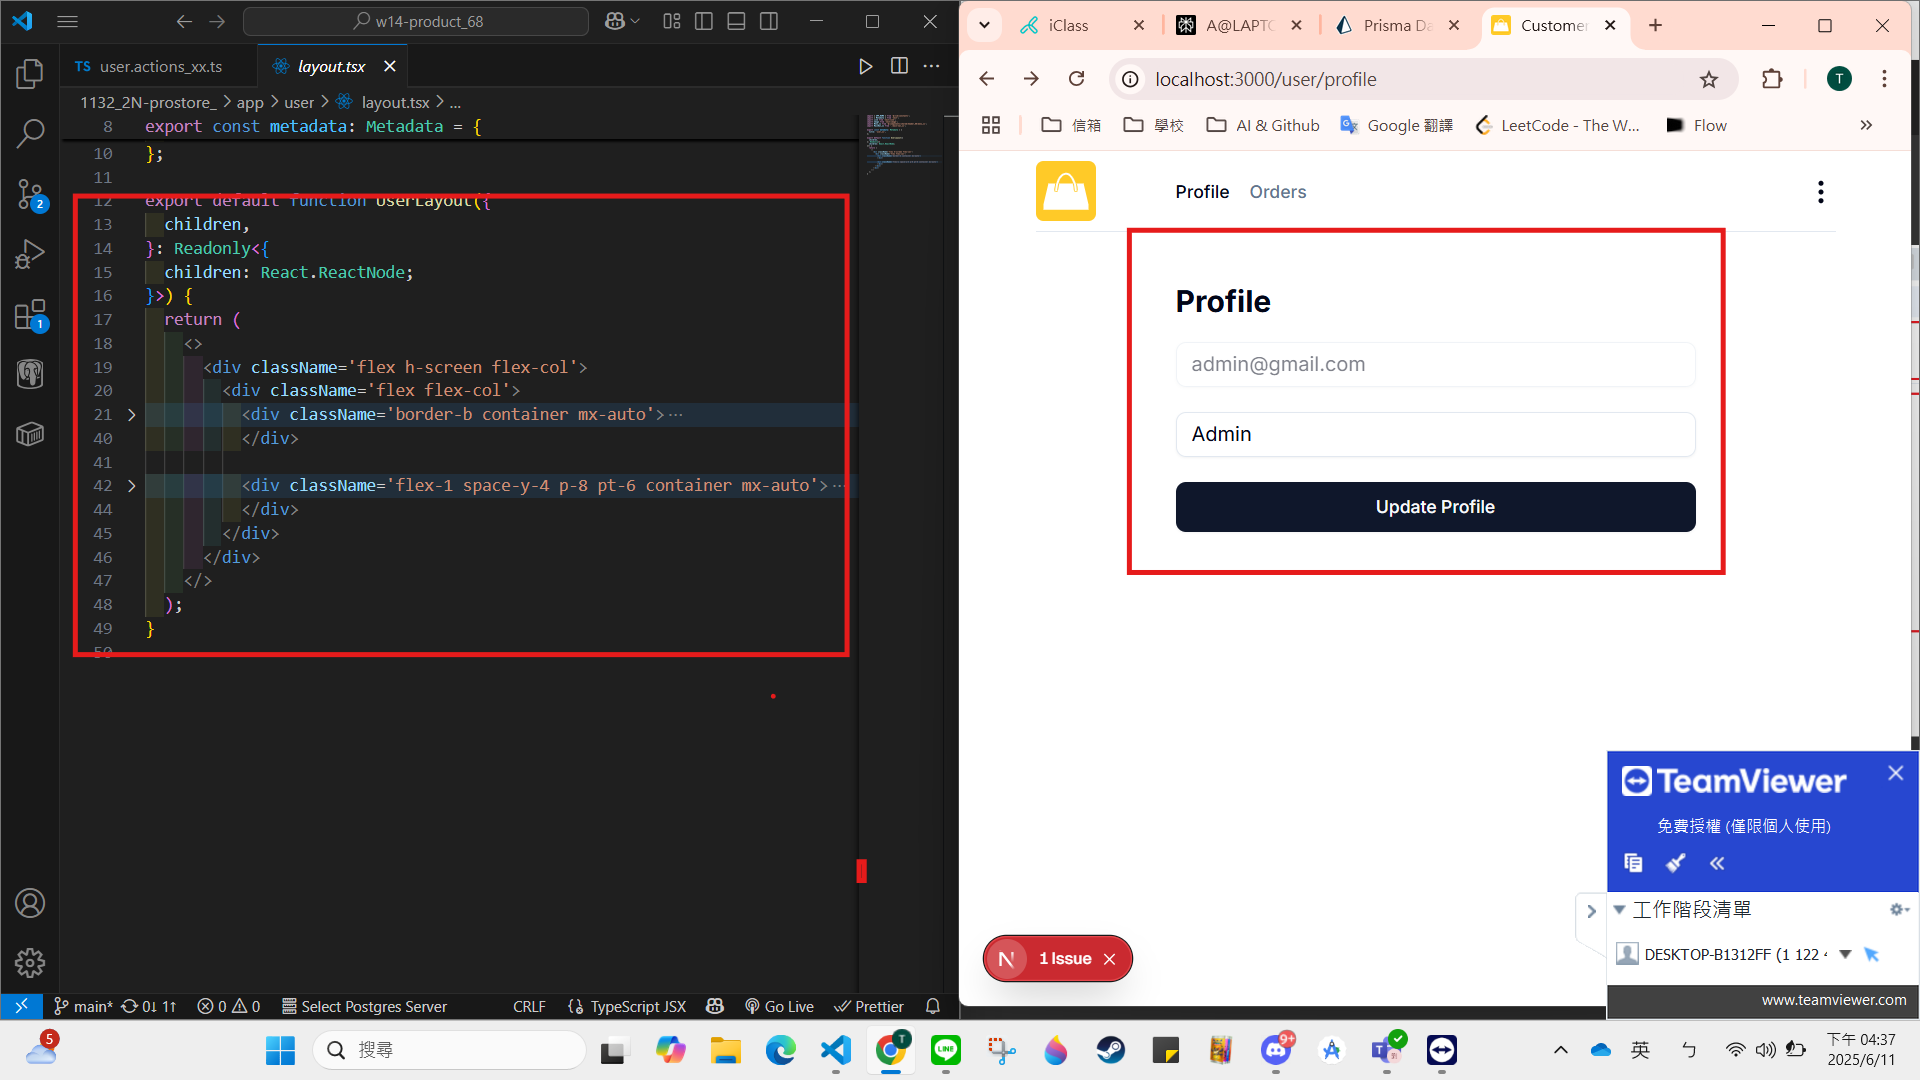 w14-product_68
TS user.actions_xx.ts
layout.tsx
1132_2N-prostore_ > app > user > layout.tsx > ...
8 export const metadata: Metadata = {
10 };
11
12 export default function UserLayout({
13 children,
14 }: Readonly<{
15 children: React.ReactNode;
16 }>) {
17 return (
18 <>
19 <div className='flex h-screen flex-col'>
20 <div className='flex flex-col'>
21 <div className='border-b container mx-auto'>…
40 </div>
41
42 <div className='flex-1 space-y-4 p-8 pt-6 container mx-auto'>…
44 </div>
45 </div>
46 </div>
47 </>
48 );
49 }
50
2
1
main* 0↓ 1↑ 0 0 Select Postgres Server CRLF {} TypeScript JSX Go Live Prettier
iClass
A@LAPTO
Prisma Da
Customer
localhost:3000/user/profile
T
信箱
學校
AI & Github
Google 翻譯
LeetCode - The W...
Flow
Profile Orders
Profile
admin@gmail.com
Admin
Update Profile
N 1 Issue
TeamViewer
免費授權 (僅限個人使用)
工作階段清單
DESKTOP-B1312FF (1 122 4
www.teamviewer.com
5
搜尋
T
LINE
9+
英
ㄅ
下午 04:37
2025/6/11